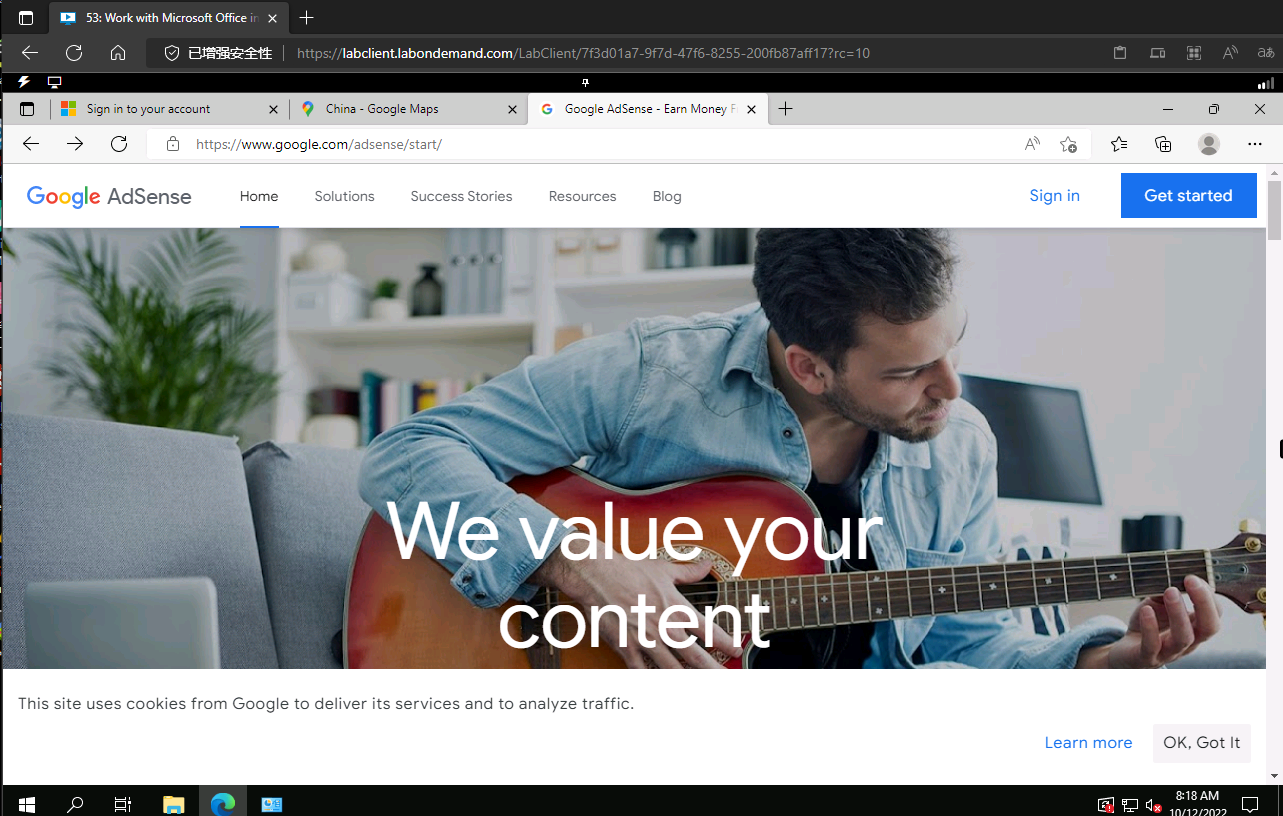 53: Work with Microsoft Office in
已增强安全性
https://labclient.labondemand.com/LabClient/7f3d01a7-9f7d-47f6-8255-200fb87aff17?rc=10
Sign in to your account
China - Google Maps
Google AdSense - Earn Money F
https://www.google.com/adsense/start/
Google AdSense
Home
Solutions
Success Stories
Resources
Blog
Sign in
Get started
We value your
content
This site uses cookies from Google to deliver its services and to analyze traffic.
Learn more
OK, Got It
8:18 AM
10/12/2022